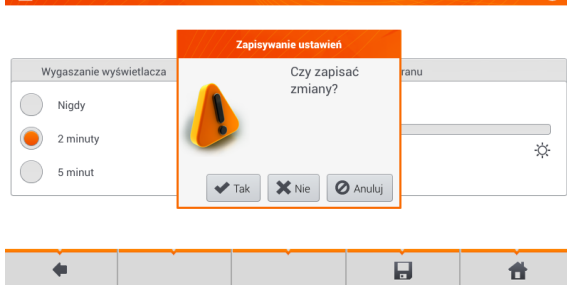 Zapisywanie ustawień
Wygaszanie wyświetlacza
ranu
Czy zapisać
zmiany?
Nigdy
2 minuty
5 minut
Tak
Nie
Anuluj